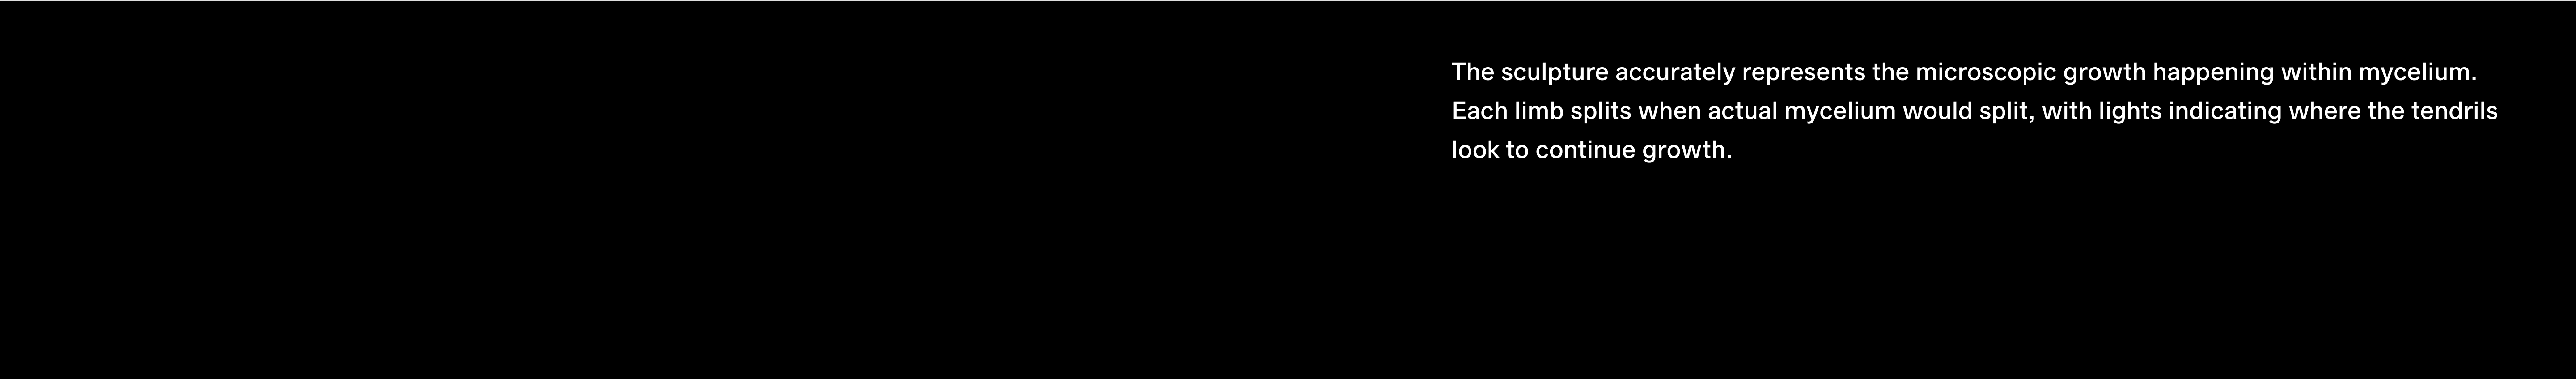 The sculpture accurately represents the microscopic growth happening within mycelium.
Each limb splits when actual mycelium would split, with lights indicating where the tendrils
look to continue growth.